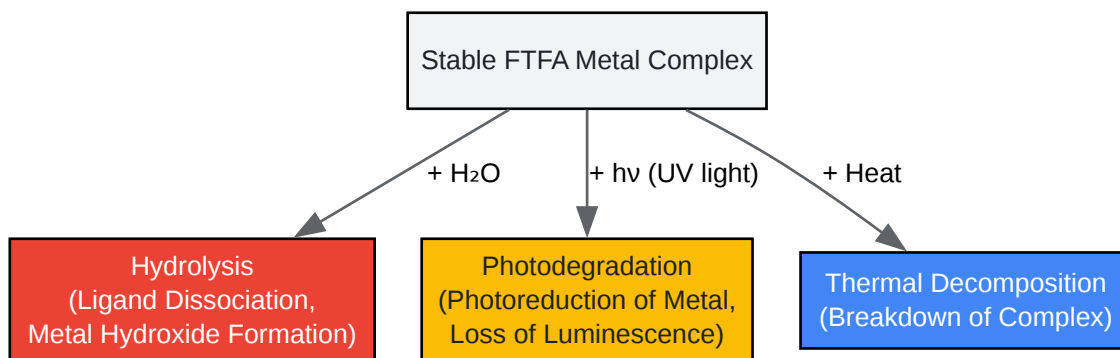 Stable FTFA Metal Complex
+ H₂O
+ hν (UV light)
+ Heat
Hydrolysis
(Ligand Dissociation,
Metal Hydroxide Formation)
Photodegradation
(Photoreduction of Metal,
Loss of Luminescence)
Thermal Decomposition
(Breakdown of Complex)